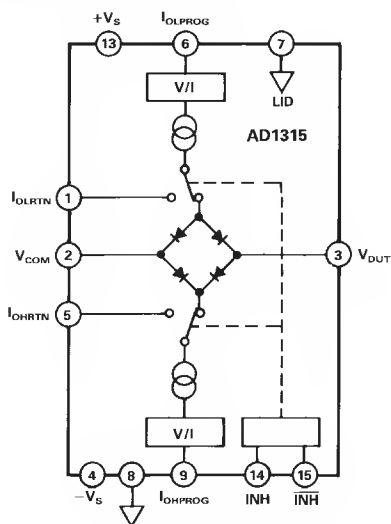 +VS IOLPROG
13 6 7
V/I
LID
AD1315
IOLRTN 1
VCOM 2 3 VDUT
IOHRTN 5
V/I
4 8 9 14 15
−VS IOHPROG INH INH